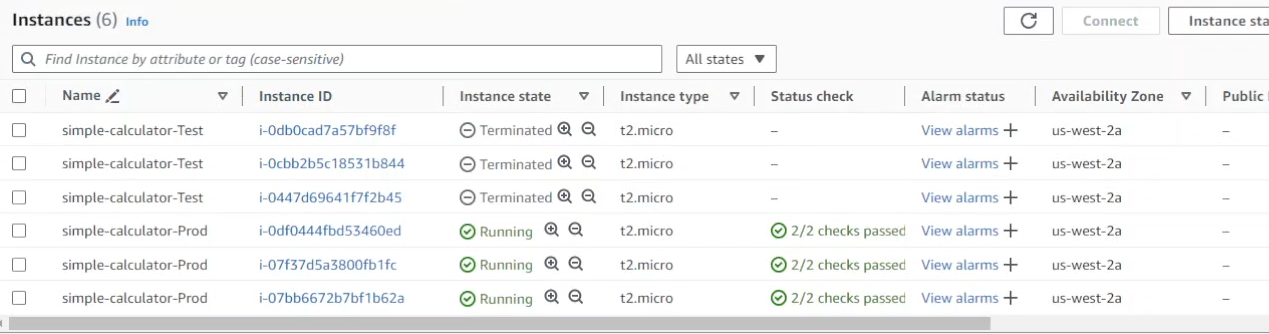 Instances (6) Info
Connect
Instance sta
Find Instance by attribute or tag (case-sensitive)
All states
Name Instance ID Instance state Instance type Status check Alarm status Availability Zone Public
simple-calculator-Test i-0db0cad7a57bf9f8f Terminated t2.micro – View alarms + us-west-2a –
simple-calculator-Test i-0cbb2b5c18531b844 Terminated t2.micro – View alarms + us-west-2a –
simple-calculator-Test i-0447d69641f7f2b45 Terminated t2.micro – View alarms + us-west-2a –
simple-calculator-Prod i-0df0444fbd53460ed Running t2.micro 2/2 checks passed View alarms + us-west-2a –
simple-calculator-Prod i-07f37d5a3800fb1fc Running t2.micro 2/2 checks passed View alarms + us-west-2a –
simple-calculator-Prod i-07bb6672b7bf1b62a Running t2.micro 2/2 checks passed View alarms + us-west-2a –